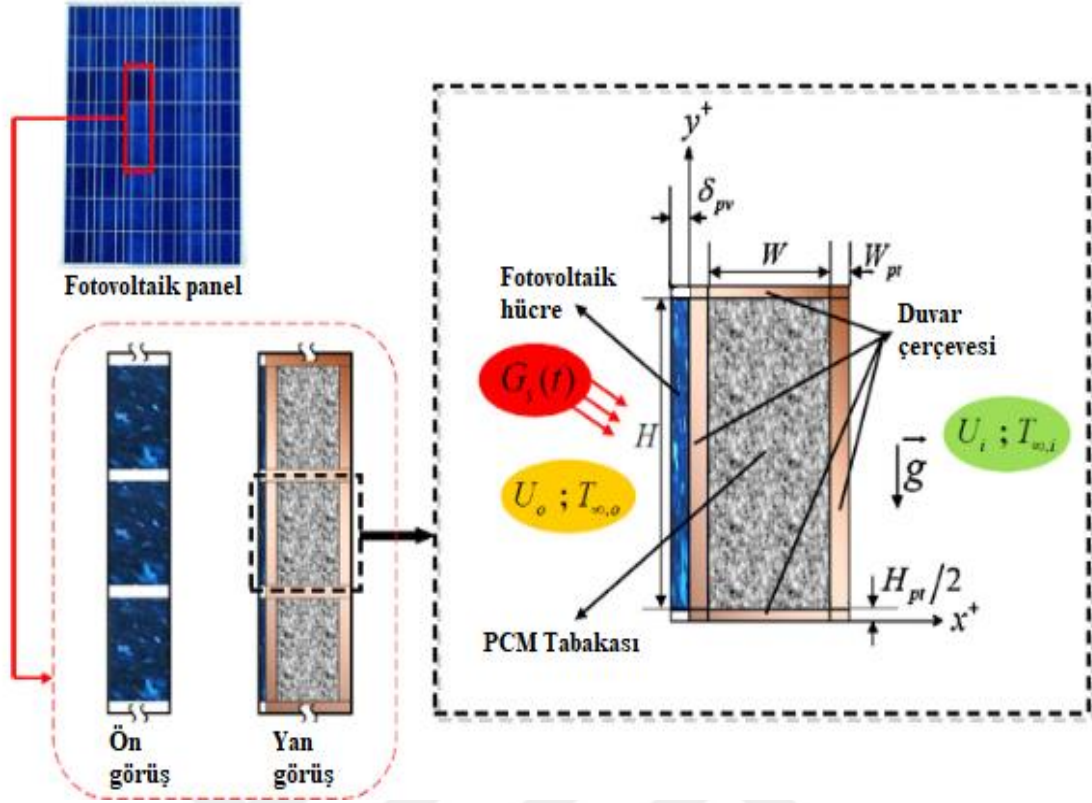 Fotovoltaik panel
Ön
görüş
Yan
görüş
y⁺
δ_pv
W
W_pt
Fotovoltaik
hücre
Duvar
çerçevesi
G_i(t)
H
U_i ; T_∞,i
g
U_o ; T_∞,o
H_pt/2
x⁺
PCM Tabakası